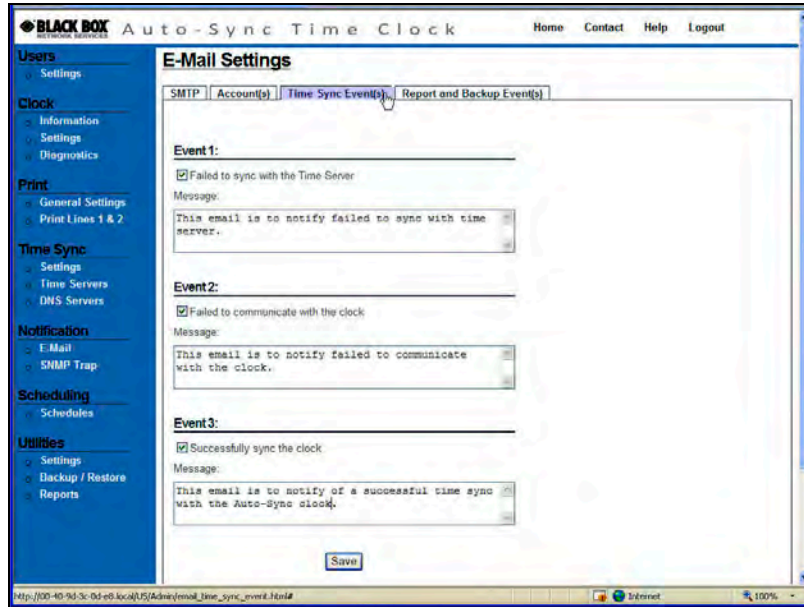 BLACK BOX
NETWORK SERVICES
Auto-Sync Time Clock
Home Contact Help Logout
Users
Settings
Clock
Information
Settings
Diagnostics
Print
General Settings
Print Lines 1 & 2
Time Sync
Settings
Time Servers
DNS Servers
Notification
E-Mail
SNMP Trap
Scheduling
Schedules
Utilities
Settings
Backup / Restore
Reports
E-Mail Settings
SMTP Account(s) Time Sync Event(s) Report and Backup Event(s)
Event 1:
Failed to sync with the Time Server
Message:
This email is to notify failed to sync with time
server.
Event 2:
Failed to communicate with the clock
Message:
This email is to notify failed to communicate
with the clock.
Event 3:
Successfully sync the clock
Message:
This email is to notify of a successful time sync
with the Auto-Sync clock.
Save
http://00-40-9d-3c-0d-e8.local/US/Admin/email_time_sync_event.html# Internet 100%